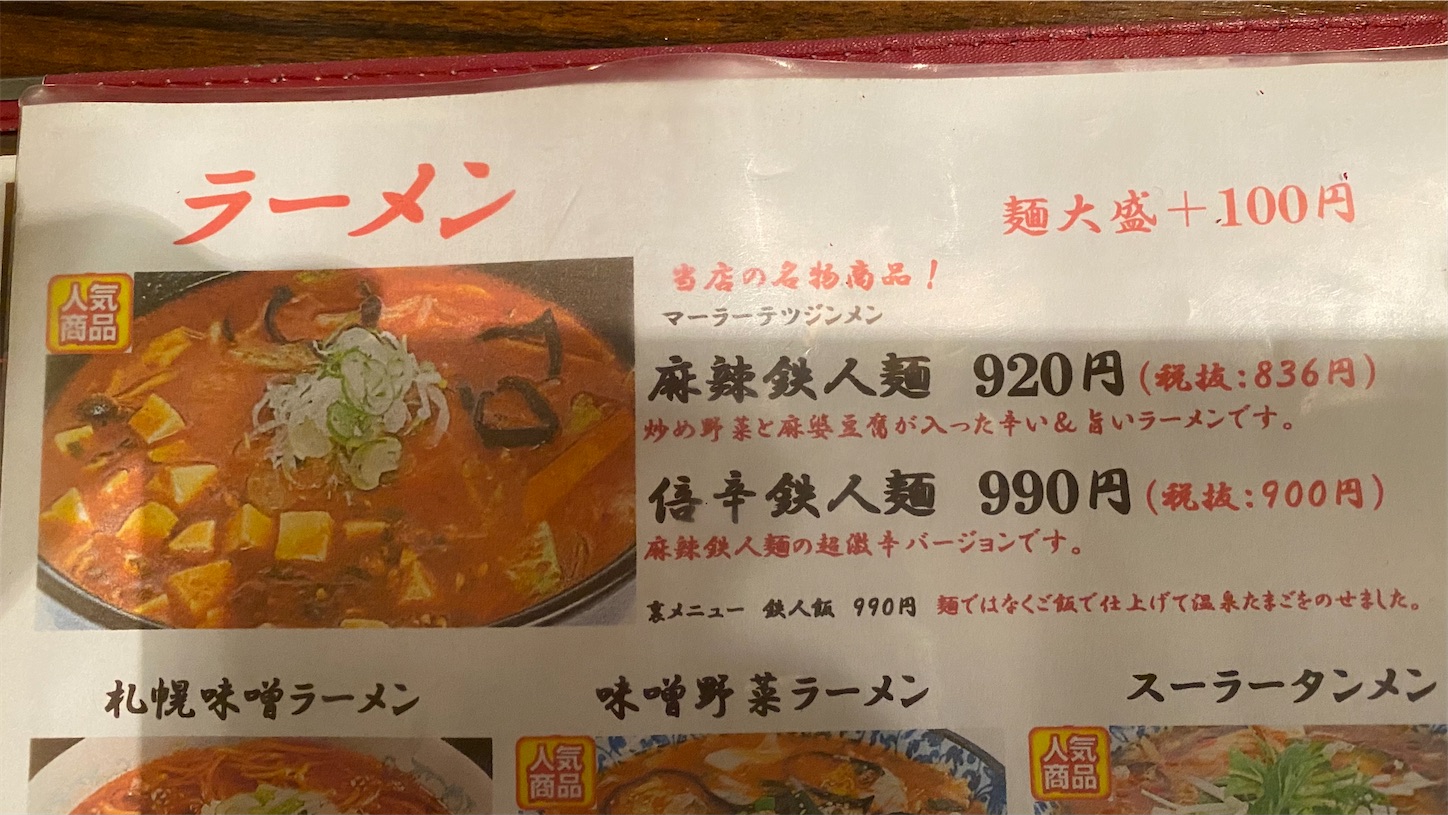 ラーメン
麺大盛＋100円
人気
商品
当店の名物商品！
マーラーテツジンメン
麻辣鉄人麺 920円（税抜：836円）
炒め野菜と麻婆豆腐が入った辛い＆旨いラーメンです。
倍辛鉄人麺 990円（税抜：900円）
麻辣鉄人麺の超激辛バージョンです。
裏メニュー 鉄人飯 990円 麺ではなくご飯で仕上げて温泉たまごをのせました。
札幌味噌ラーメン
味噌野菜ラーメン
スーラータンメン
人気
商品
人気
商品